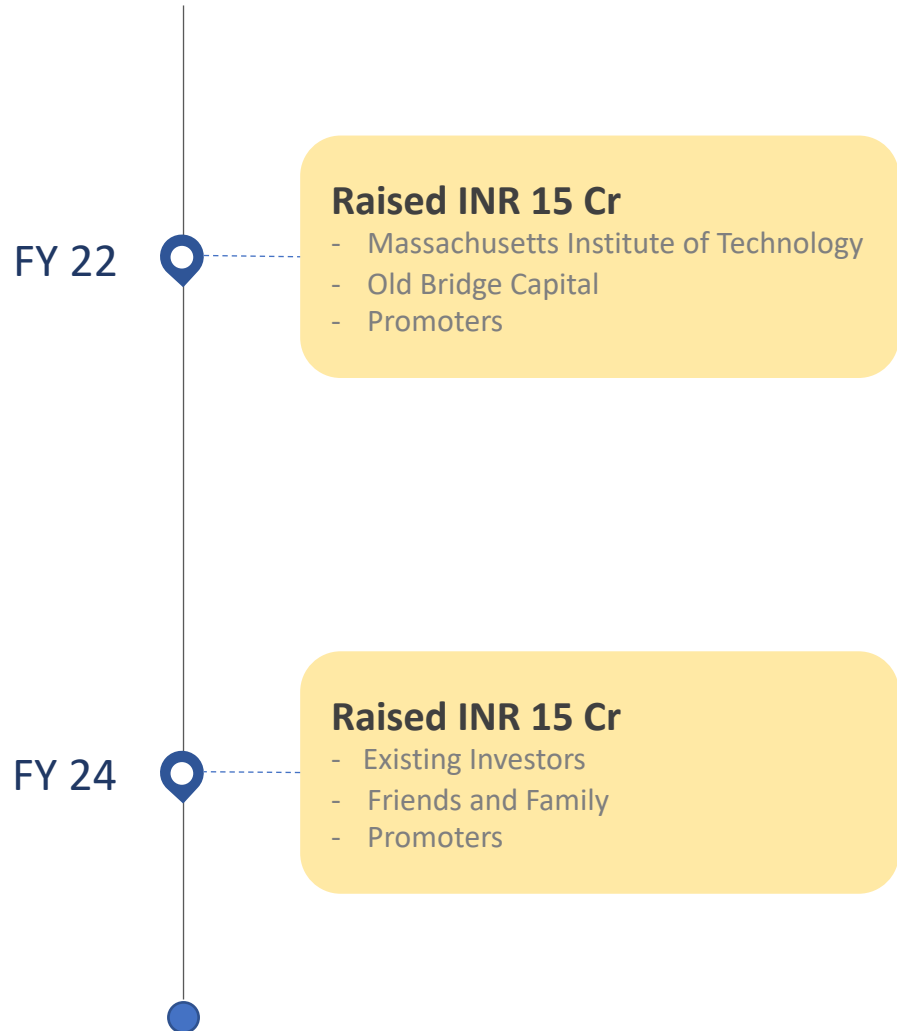 FY 22
Raised INR 15 Cr
- Massachusetts Institute of Technology
- Old Bridge Capital
- Promoters
FY 24
Raised INR 15 Cr
- Existing Investors
- Friends and Family
- Promoters